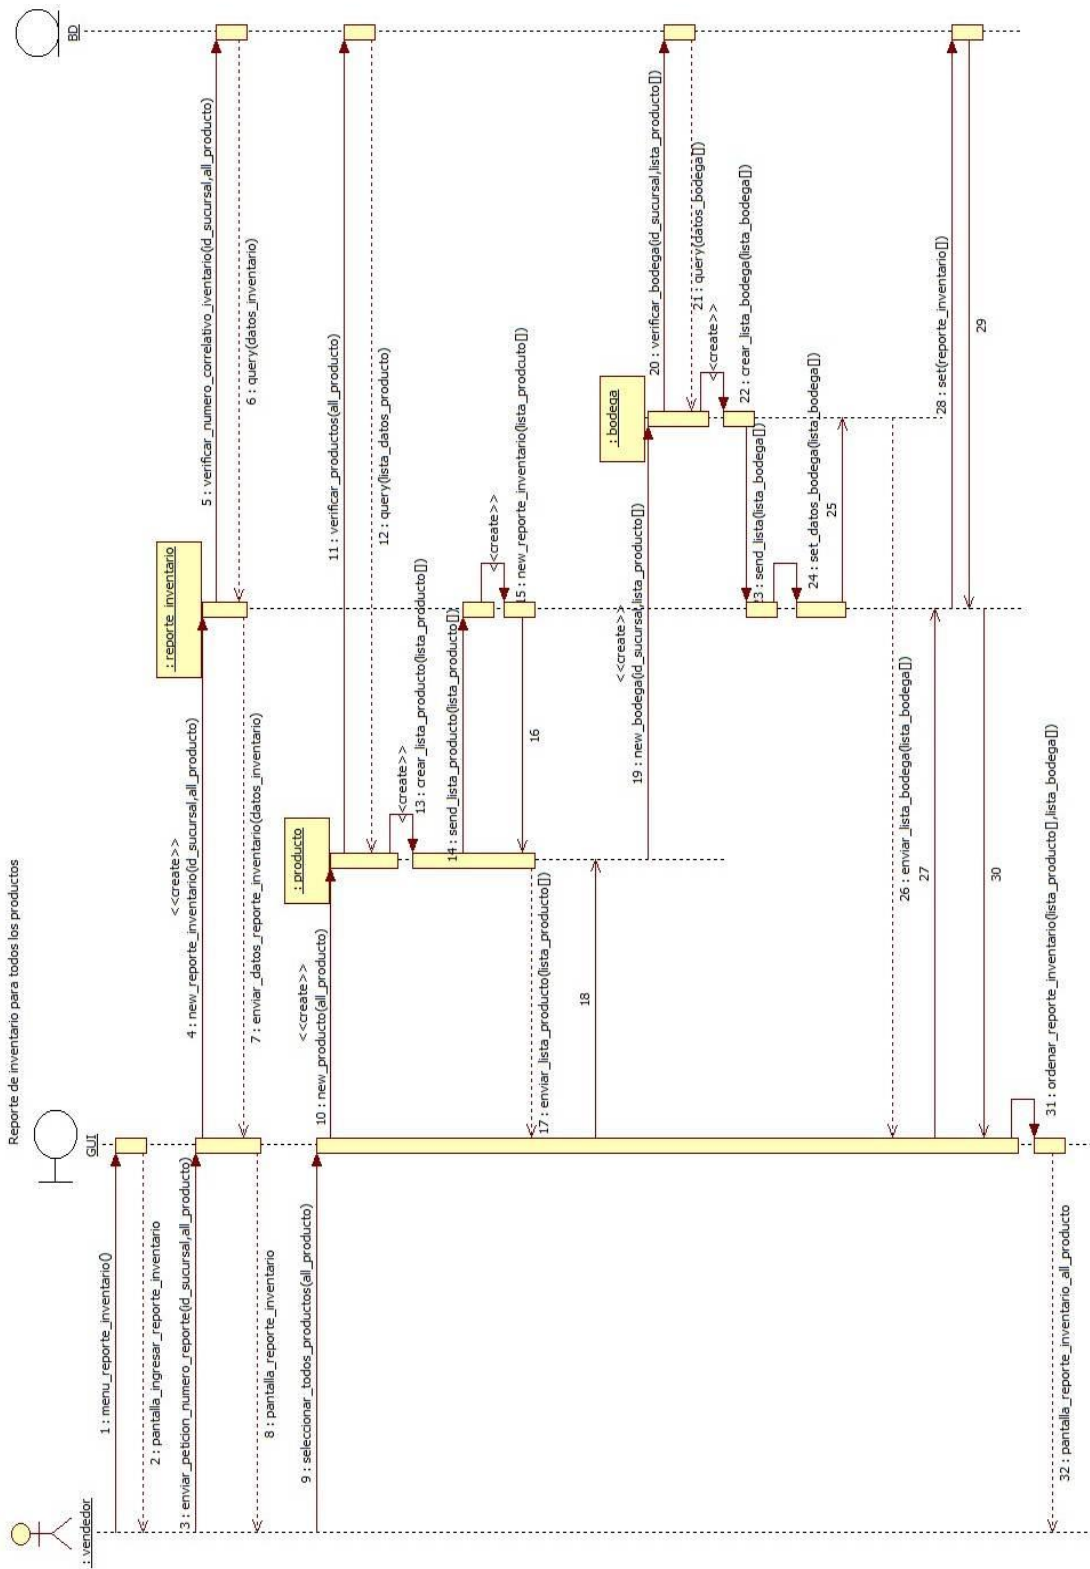 Reporte de inventario para todos los productos
: vendedor
GUI
: reporte_inventario
: producto
: bodega
BD
1 : menu_reporte_inventario()
2 : pantalla_ingresar_reporte_inventario
3 : enviar_peticion_numero_reporte(id_sucursal,all_producto)
<<create>>
4 : new_reporte_inventario(id_sucursal,all_producto)
5 : verificar_numero_correlativo_iventario(id_sucursal,all_producto)
6 : query(datos_inventario)
7 : enviar_datos_reporte_inventario(datos_inventario)
8 : pantalla_reporte_inventario
9 : seleccionar_todos_productos(all_producto)
<<create>>
10 : new_producto(all_producto)
11 : verificar_productos(all_producto)
12 : query(lista_datos_producto)
<<create>>
13 : crear_lista_producto(lista_producto[])
14 : send_lista_producto(lista_producto[])
<<create>>
15 : new_reporte_inventario(lista_prodcuto[])
16
17 : enviar_lista_producto(lista_producto[])
18
<<create>>
19 : new_bodega(id_sucursal,lista_producto[])
20 : verificar_bodega(id_sucursal,lista_producto[])
21 : query(datos_bodega[])
<<create>>
22 : crear_lista_bodega(lista_bodega[])
23 : send_lista(lista_bodega[])
24 : set_datos_bodega(lista_bodega[])
25
26 : enviar_lista_bodega(lista_bodega[])
27
28 : set(reporte_inventario[])
29
30
31 : ordenar_reporte_inventario(lista_producto[],lista_bodega[])
32 : pantalla_reporte_inventario_all_producto